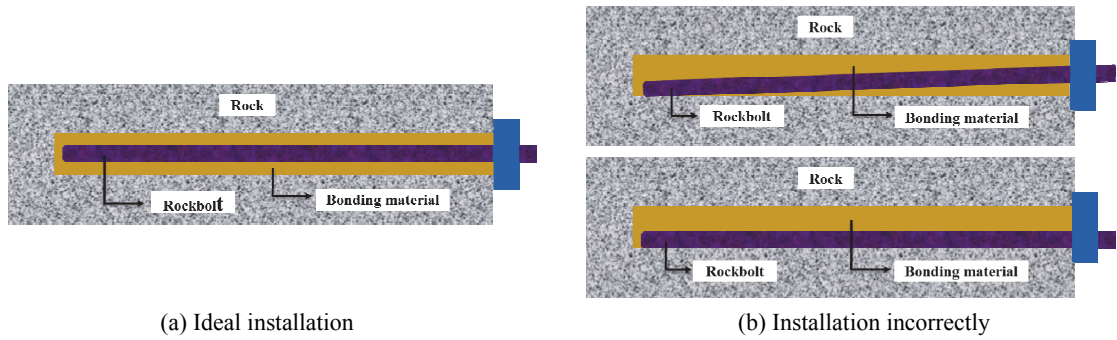 Rock
Rockbolt
Bonding material
(a) Ideal installation
Rock
Rockbolt
Bonding material
Rock
Rockbolt
Bonding material
(b) Installation incorrectly